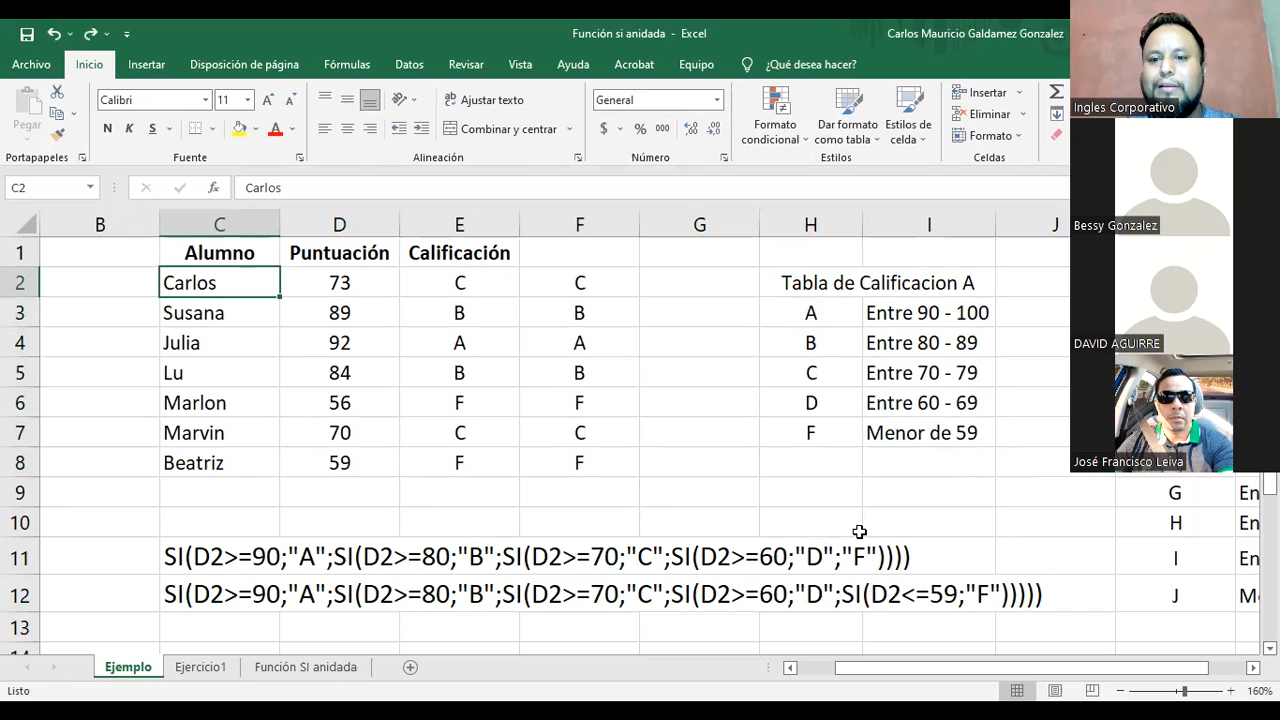 Función si anidada - Excel
Carlos Mauricio Galdamez Gonzalez
Archivo Inicio Insertar Disposición de página Fórmulas Datos Revisar Vista Ayuda Acrobat Equipo ¿Qué desea hacer?
Pegar
Calibri 11
N K S
Ajustar texto
Combinar y centrar
General
$ % 000
Formato condicional
Dar formato como tabla
Estilos de celda
Insertar
Eliminar
Formato
Portapapeles Fuente Alineación Número Estilos Celdas
C2 fx Carlos
B C D E F G H I J
1 Alumno Puntuación Calificación
2 Carlos 73 C C Tabla de Calificacion A
3 Susana 89 B B A Entre 90 - 100
4 Julia 92 A A B Entre 80 - 89
5 Lu 84 B B C Entre 70 - 79
6 Marlon 56 F F D Entre 60 - 69
7 Marvin 70 C C F Menor de 59
8 Beatriz 59 F F
9 G En
10 H En
11 SI(D2>=90;"A";SI(D2>=80;"B";SI(D2>=70;"C";SI(D2>=60;"D";"F")))) I En
12 SI(D2>=90;"A";SI(D2>=80;"B";SI(D2>=70;"C";SI(D2>=60;"D";SI(D2<=59;"F"))))) J Me
13
Ejemplo Ejercicio1 Función SI anidada
Listo 160%
Ingles Corporativo
Bessy Gonzalez
DAVID AGUIRRE
José Francisco Leiva